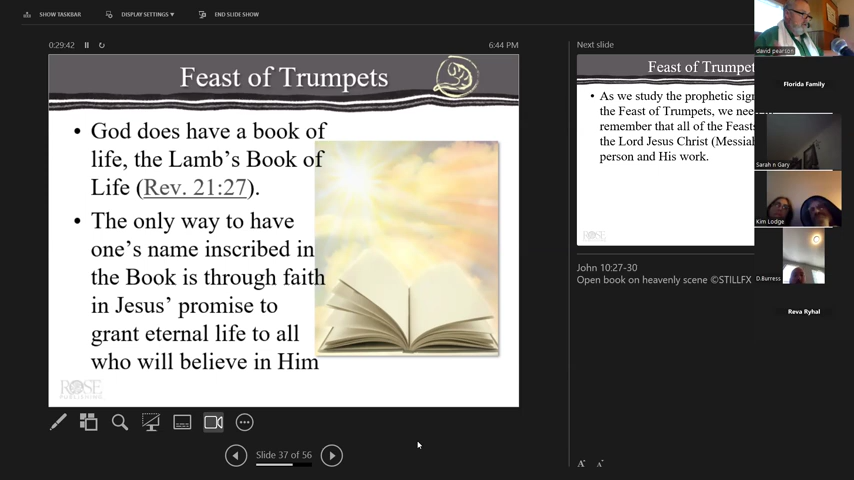 SHOW TASKBAR
DISPLAY SETTINGS ▼
END SLIDE SHOW
0:29:42
6:44 PM
Feast of Trumpets
• God does have a book of
life, the Lamb's Book of
Life (Rev. 21:27).
• The only way to have
one's name inscribed in
the Book is through faith
in Jesus' promise to
grant eternal life to all
who will believe in Him
ROSE
PUBLISHING
Slide 37 of 56
Next slide
Feast of Trumpet
• As we study the prophetic sign
the Feast of Trumpets, we need to
remember that all of the Feasts
the Lord Jesus Christ (Messiah
person and His work.
ROSE
John 10:27-30
Open book on heavenly scene ©STILLFX
A
A
david pearson
Florida Family
Sarah n Gary
Kim Lodge
D.Burress
Reva Ryhal